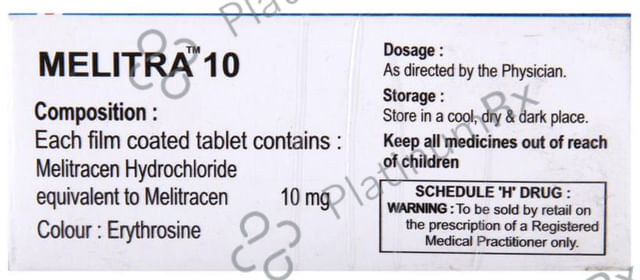 MELITRA™ 10
Composition :
Each film coated tablet contains :
Melitracen Hydrochloride
equivalent to Melitracen 10 mg
Colour : Erythrosine
Dosage :
As directed by the Physician.
Storage :
Store in a cool, dry & dark place.
Keep all medicines out of reach
of children
SCHEDULE 'H' DRUG :
WARNING : To be sold by retail on
the prescription of a Registered
Medical Practitioner only.
PlatinumRx